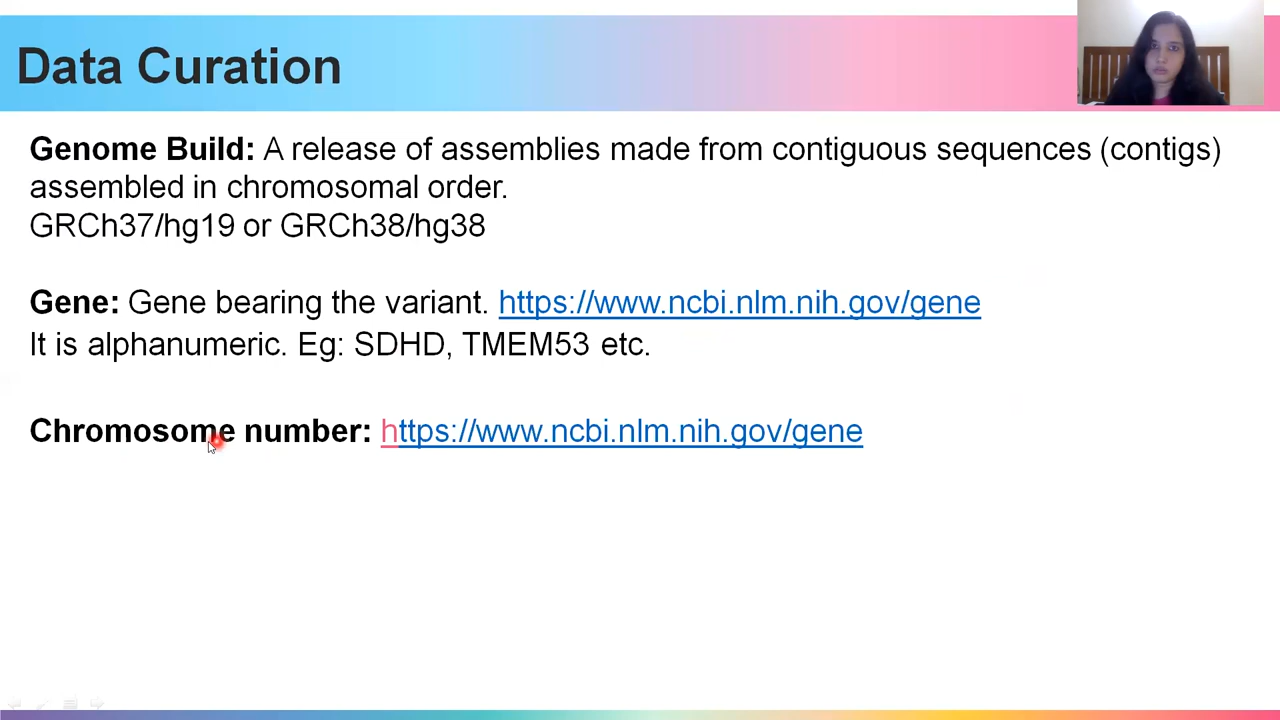 Data Curation
Genome Build: A release of assemblies made from contiguous sequences (contigs)
assembled in chromosomal order.
GRCh37/hg19 or GRCh38/hg38
Gene: Gene bearing the variant. https://www.ncbi.nlm.nih.gov/gene
It is alphanumeric. Eg: SDHD, TMEM53 etc.
Chromosome number: https://www.ncbi.nlm.nih.gov/gene